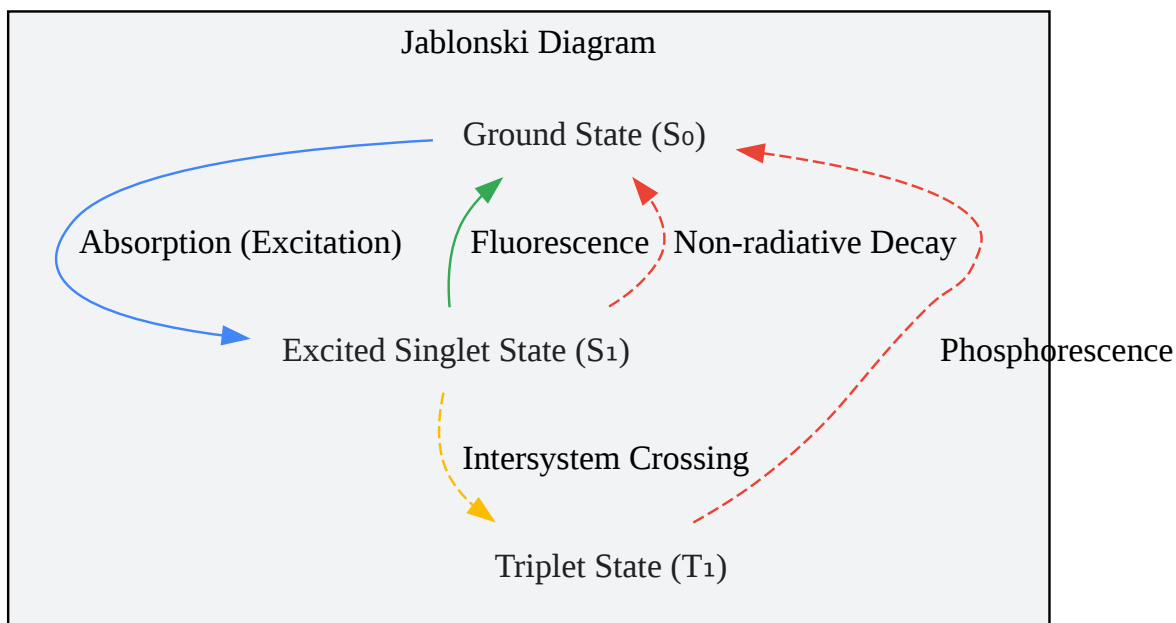 Jablonski Diagram
Ground State (S₀)
Absorption (Excitation)
Fluorescence
Non-radiative Decay
Excited Singlet State (S₁)
Phosphorescence
Intersystem Crossing
Triplet State (T₁)